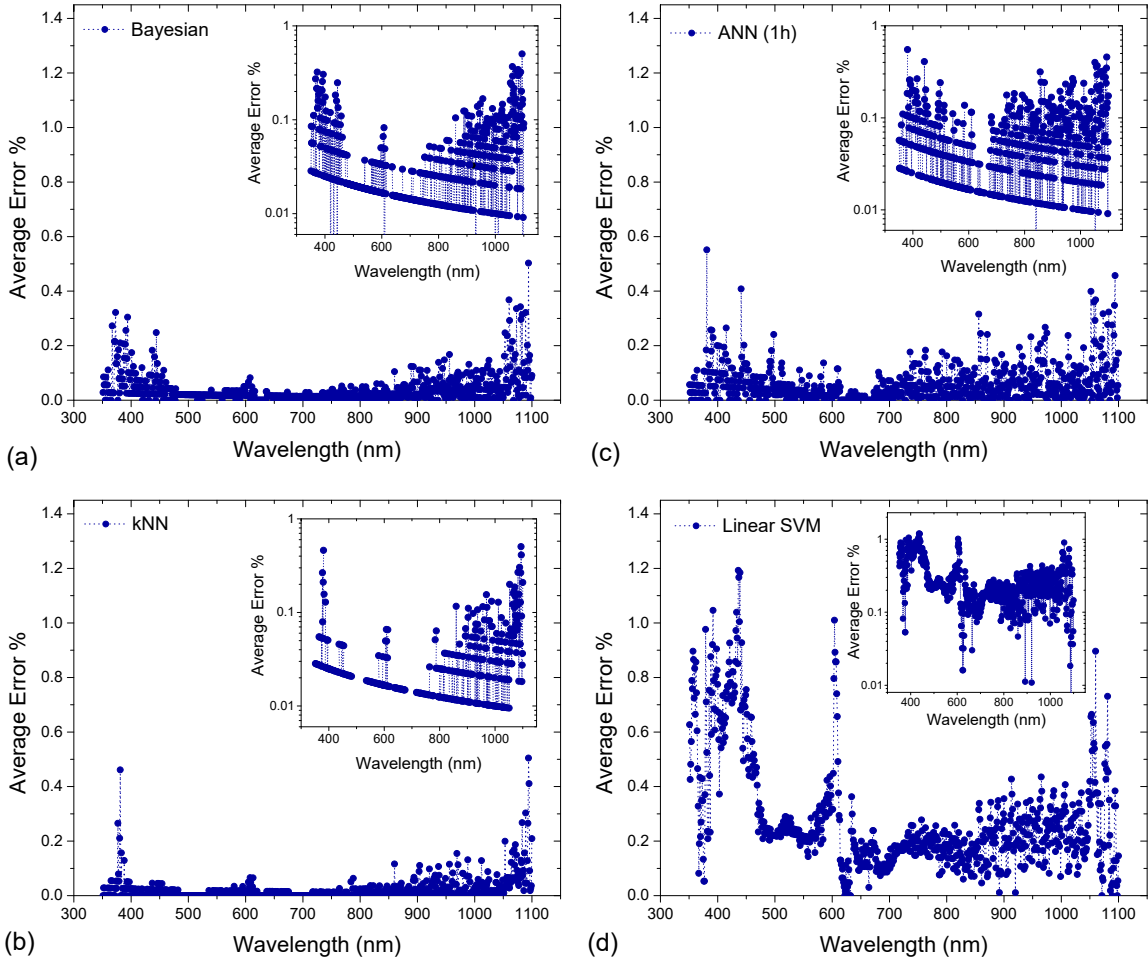 Bayesian
Average Error %
1.4
1.2
1.0
0.8
0.6
0.4
0.2
0.0
300 400 500 600 700 800 900 1000 1100
Wavelength (nm)
Average Error %
1
0.1
0.01
400 600 800 1000
Wavelength (nm)
(a)
ANN (1h)
Average Error %
1.4
1.2
1.0
0.8
0.6
0.4
0.2
0.0
300 400 500 600 700 800 900 1000 1100
Wavelength (nm)
Average Error %
1
0.1
0.01
400 600 800 1000
Wavelength (nm)
(c)
kNN
Average Error %
1.4
1.2
1.0
0.8
0.6
0.4
0.2
0.0
300 400 500 600 700 800 900 1000 1100
Wavelength (nm)
Average Error %
1
0.1
0.01
400 600 800 1000
Wavelength (nm)
(b)
Linear SVM
Average Error %
1.4
1.2
1.0
0.8
0.6
0.4
0.2
0.0
300 400 500 600 700 800 900 1000 1100
Wavelength (nm)
Average Error %
1
0.1
0.01
400 600 800 1000
Wavelength (nm)
(d)